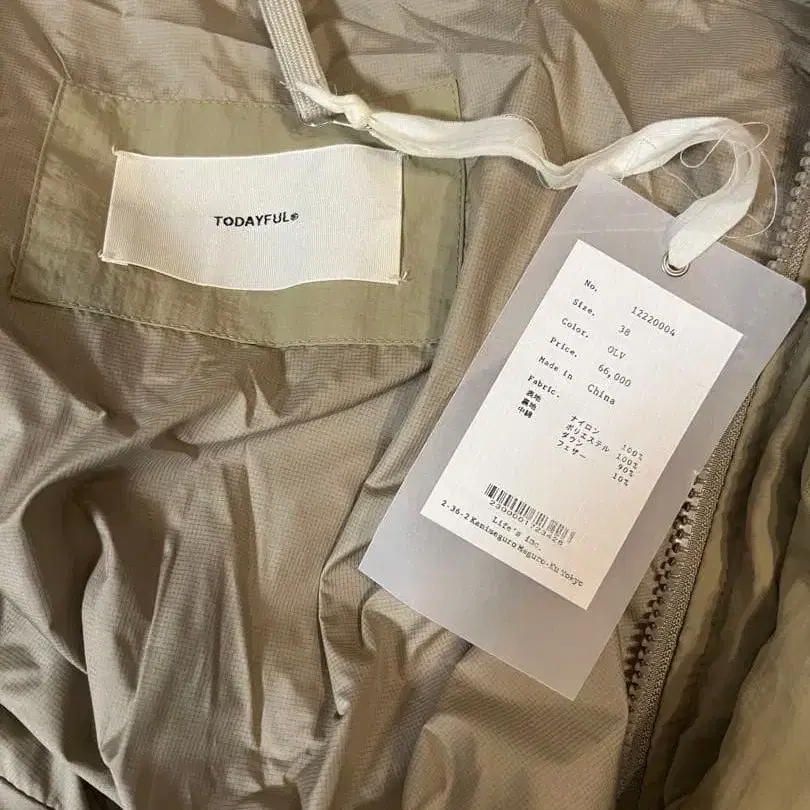 TODAYFUL®
No. 12220004
Size. 38
Color. OLV
Price. 66,000
Made in China
Fabric.
表地 ナイロン 100%
裏地 ポリエステル 100%
中綿 ダウン 90%
フェザー 10%
Life's inc.
2-36-2 Kamimeguro Meguro-Ku Tokyo